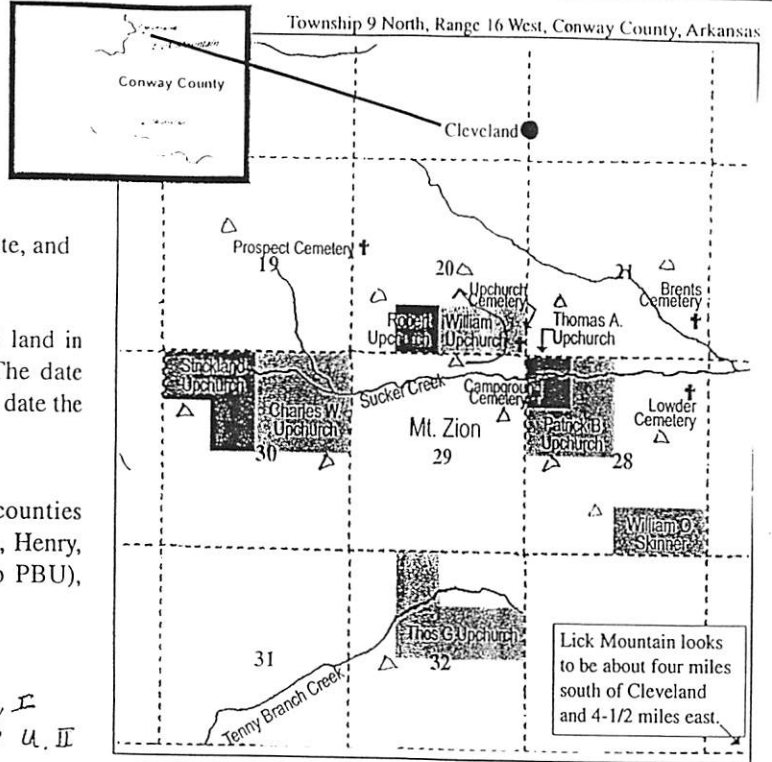 Township 9 North, Range 16 West, Conway County, Arkansas
Conway County
Cleveland
te, and
land in
The date
date the
counties
, Henry,
o PBU),
, I
U. II
Prospect Cemetery
19
20
21
Upchurch
Cemetery
Brents
Cemetery
Robert
Upchurch
William
Upchurch
Thomas A.
Upchurch
Strickland
Upchurch
Charles W.
Upchurch
Sucker Creek
Campground
Cemetery
Lowder
Cemetery
Mt. Zion
Patrick B.
Upchurch
30
29
28
William O.
Skinner
Thos G Upchurch
31
32
Tenny Branch Creek
Lick Mountain looks
to be about four miles
south of Cleveland
and 4-1/2 miles east.